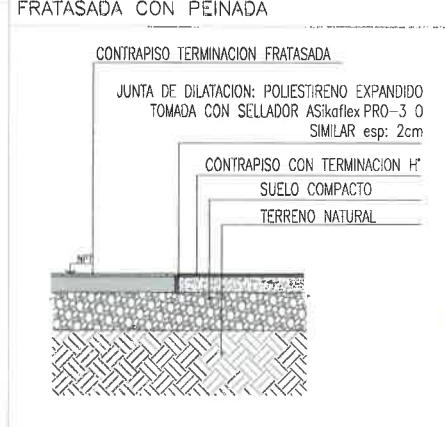 FRATASADA CON PEINADA
CONTRAPISO TERMINACION FRATASADA
JUNTA DE DILATACION: POLIESTIRENO EXPANDIDO
TOMADA CON SELLADOR ASikaflex PRO-3 O
SIMILAR esp: 2cm
CONTRAPISO CON TERMINACION H°
SUELO COMPACTO
TERRENO NATURAL